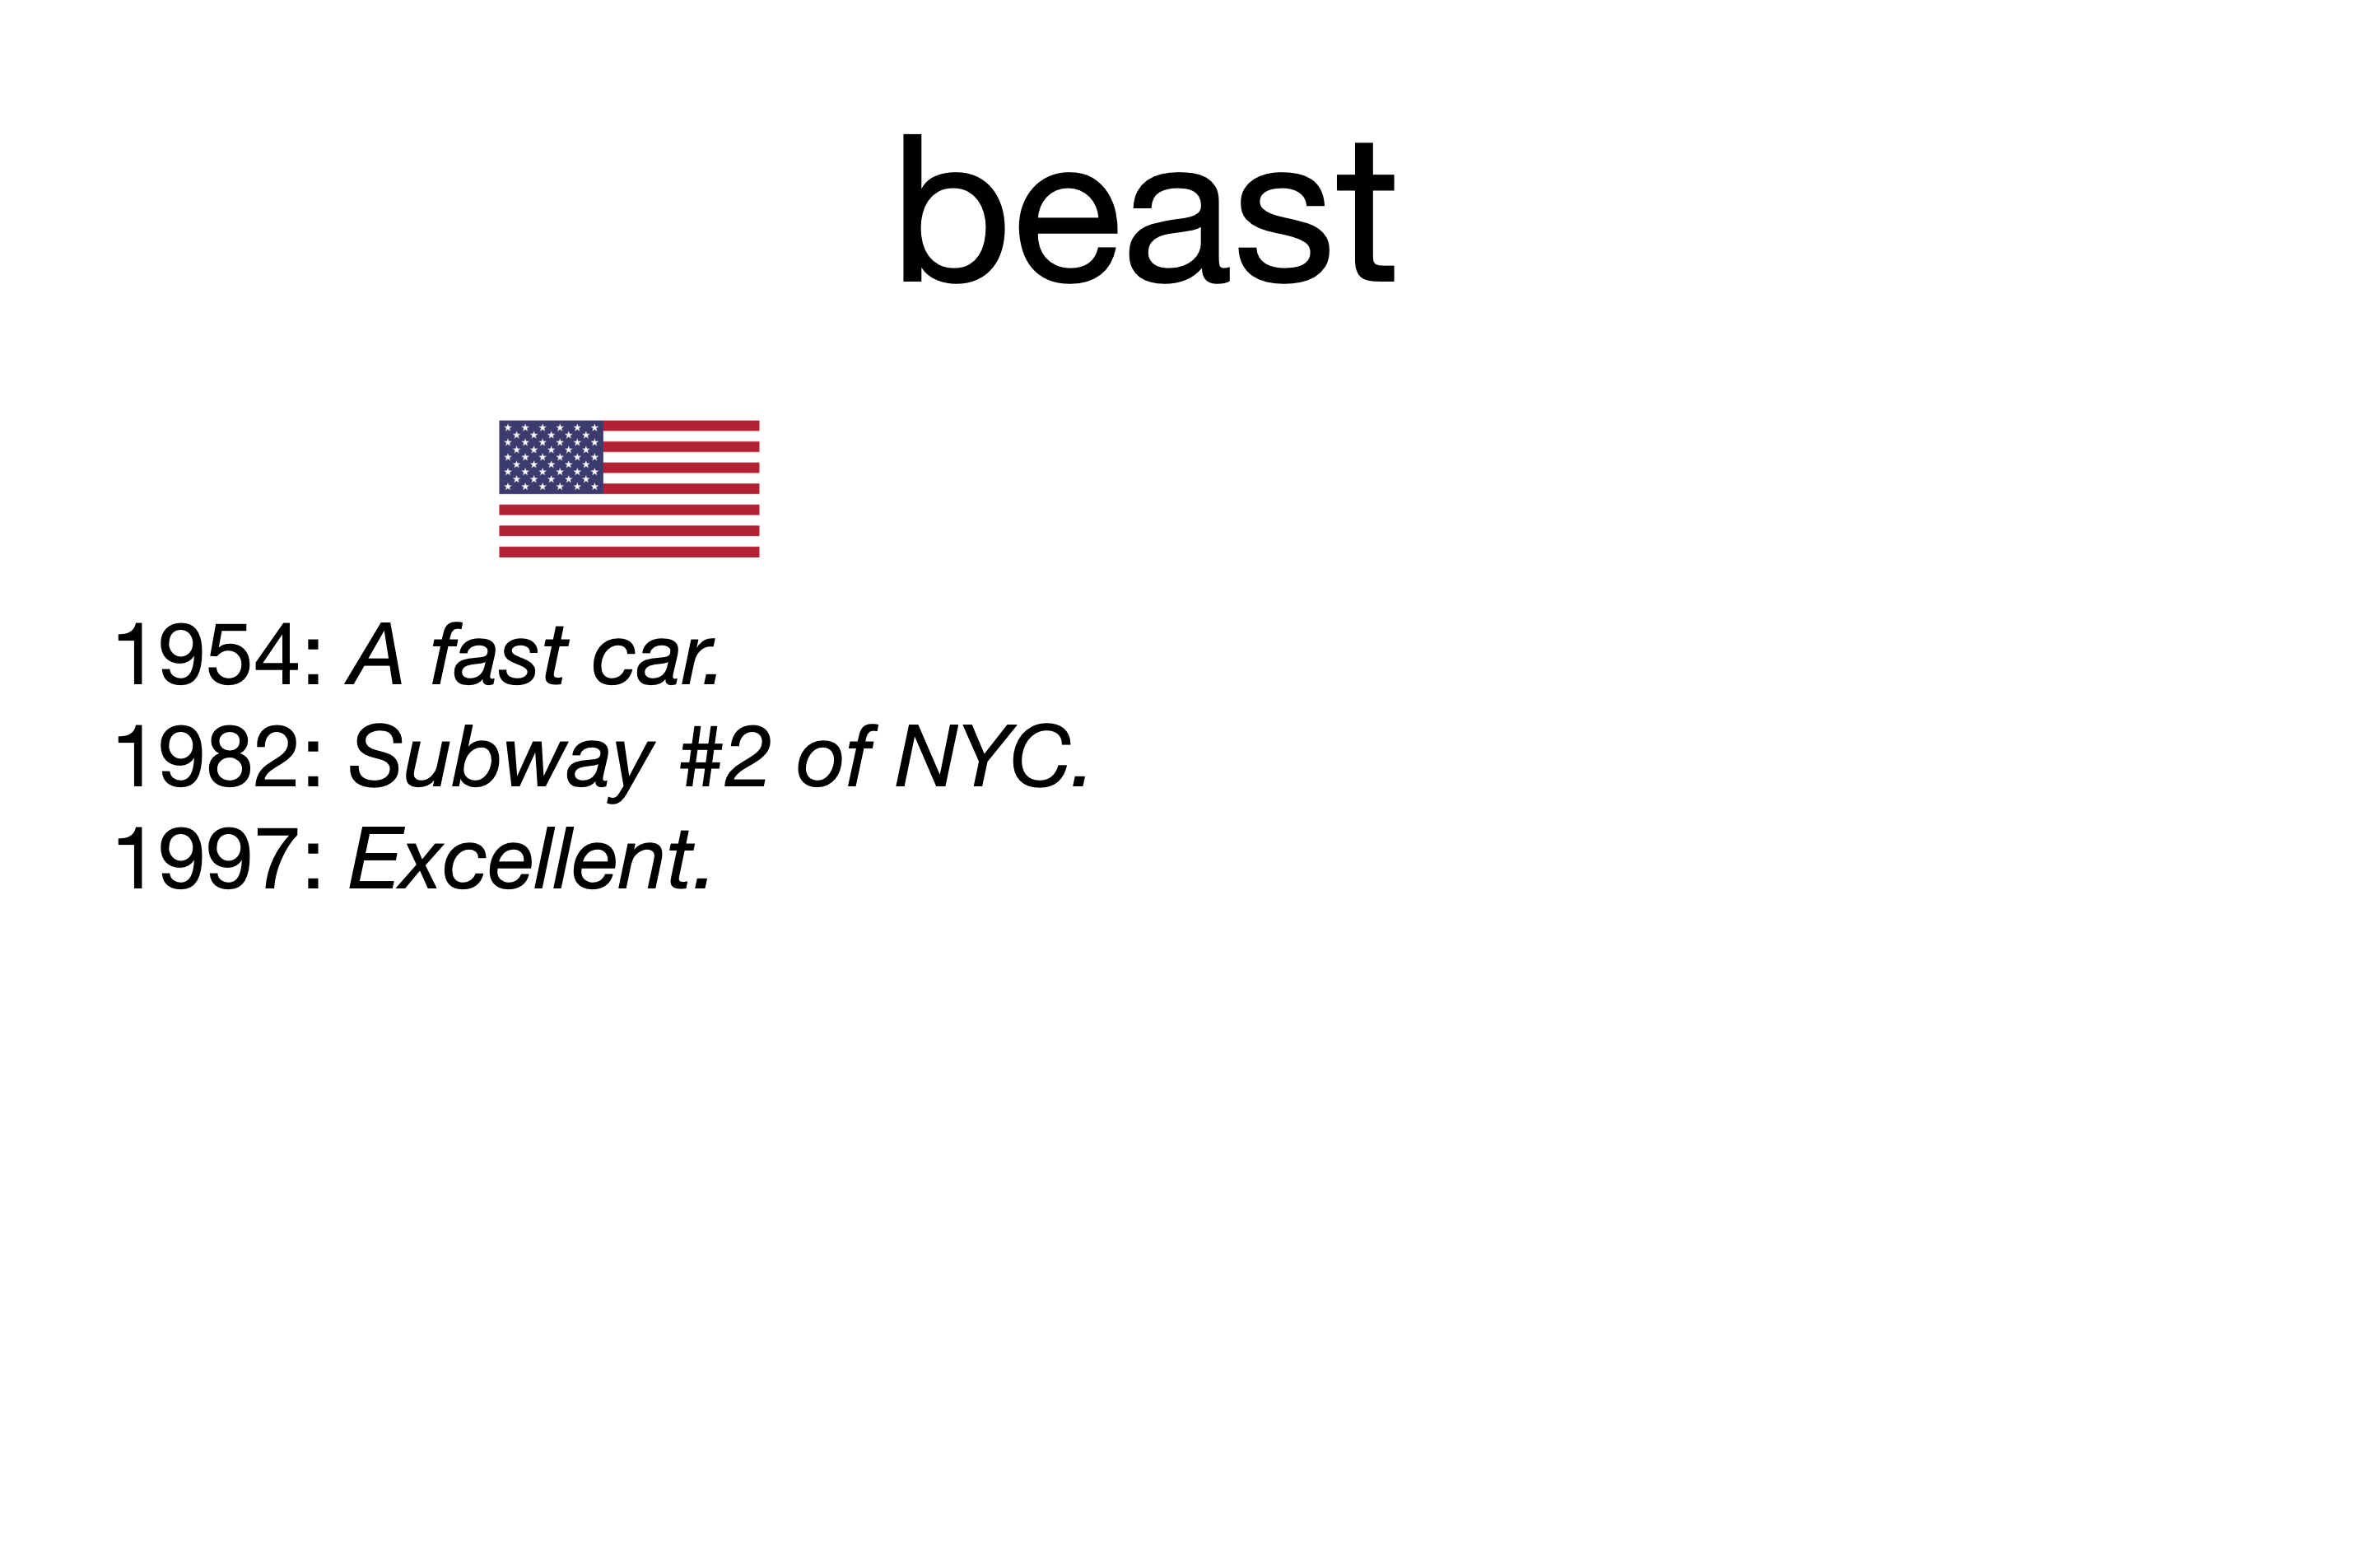 beast
1954: A fast car.
1982: Subway #2 of NYC.
1997: Excellent.